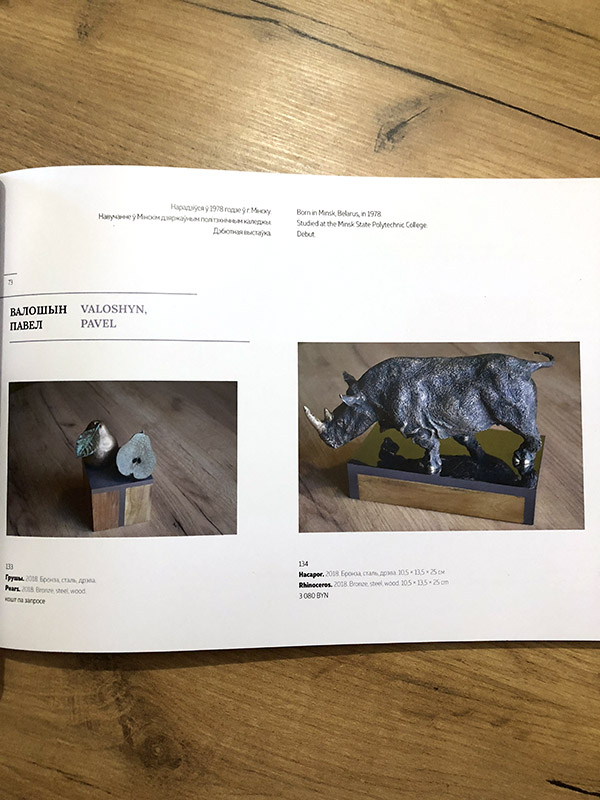 Нарадзіўся ў 1978 годзе ў г. Мінску.
Навучанне ў Мінскім дзяржаўным політэхнічным каледжы.
Дэбютная выстаўка.
Born in Minsk, Belarus, in 1978.
Studied at the Minsk State Polytechnic College.
Debut.
73
ВАЛОШЫН
ПАВЕЛ
VALOSHYN,
PAVEL
133
Грушы. 2018. Бронза, сталь, дрэва.
Pears. 2018. Bronze, steel, wood.
кошт па запросе
134
Насарог. 2018. Бронза, сталь, дрэва. 10,5 × 13,5 × 25 см
Rhinoceros. 2018. Bronze, steel, wood. 10,5 × 13,5 × 25 cm
3 080 BYN